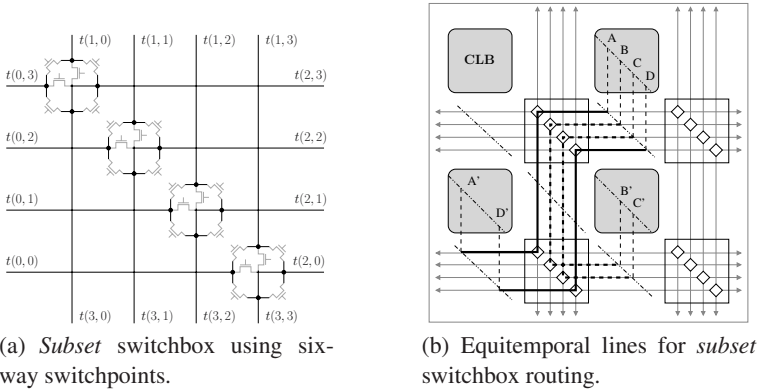 t(1, 0) t(1, 1) t(1, 2) t(1, 3)
t(0, 3) t(2, 3)
t(0, 2) t(2, 2)
t(0, 1) t(2, 1)
t(0, 0) t(2, 0)
t(3, 0) t(3, 1) t(3, 2) t(3, 3)
(a) Subset switchbox using six-
way switchpoints.
CLB
A
B
C
D
A'
D'
B'
C'
(b) Equitemporal lines for subset
switchbox routing.